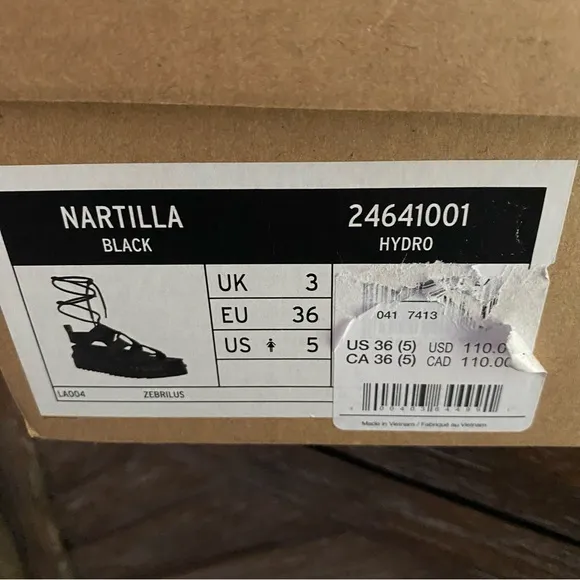 NARTILLA 24641001
BLACK HYDRO
UK 3
EU 36
US 5
041 7413
US 36 (5) USD 110.0
CA 36 (5) CAD 110.00
LA004 ZEBRILUS
Made in Vietnam / Fabriqué au Vietnam